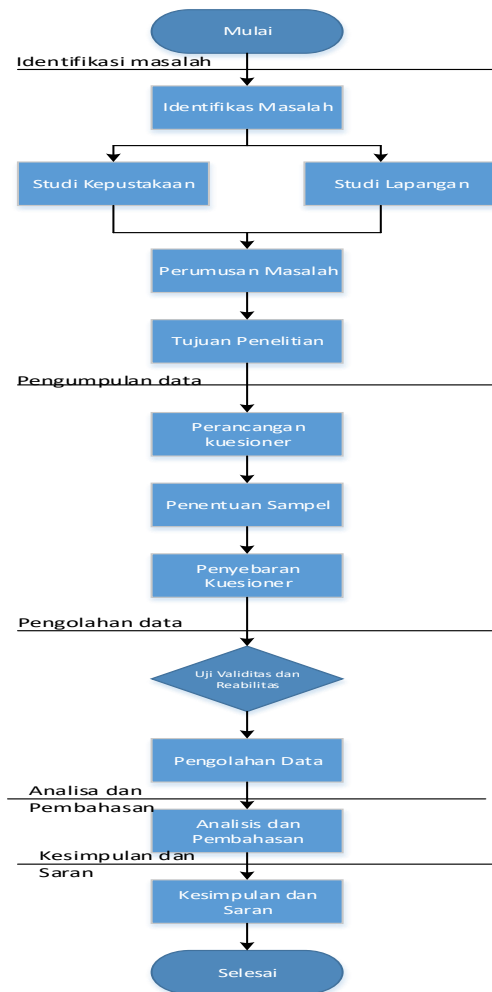 Mulai
Identifikasi masalah
Identifikas Masalah
Studi Kepustakaan
Studi Lapangan
Perumusan Masalah
Tujuan Penelitian
Pengumpulan data
Perancangan
kuesioner
Penentuan Sampel
Penyebaran
Kuesioner
Pengolahan data
Uji Validitas dan
Reabilitas
Pengolahan Data
Analisa dan
Pembahasan
Analisis dan
Pembahasan
Kesimpulan dan
Saran
Kesimpulan dan
Saran
Selesai